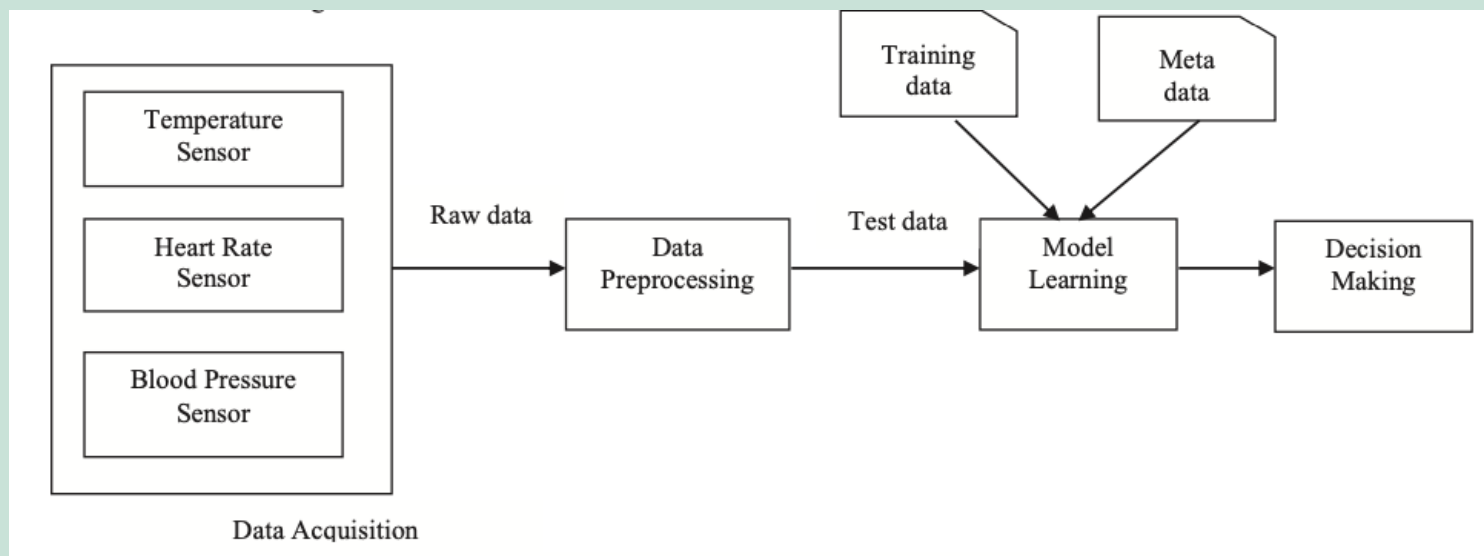 Temperature
Sensor
Heart Rate
Sensor
Blood Pressure
Sensor
Data Acquisition
Raw data
Data
Preprocessing
Test data
Training
data
Meta
data
Model
Learning
Decision
Making